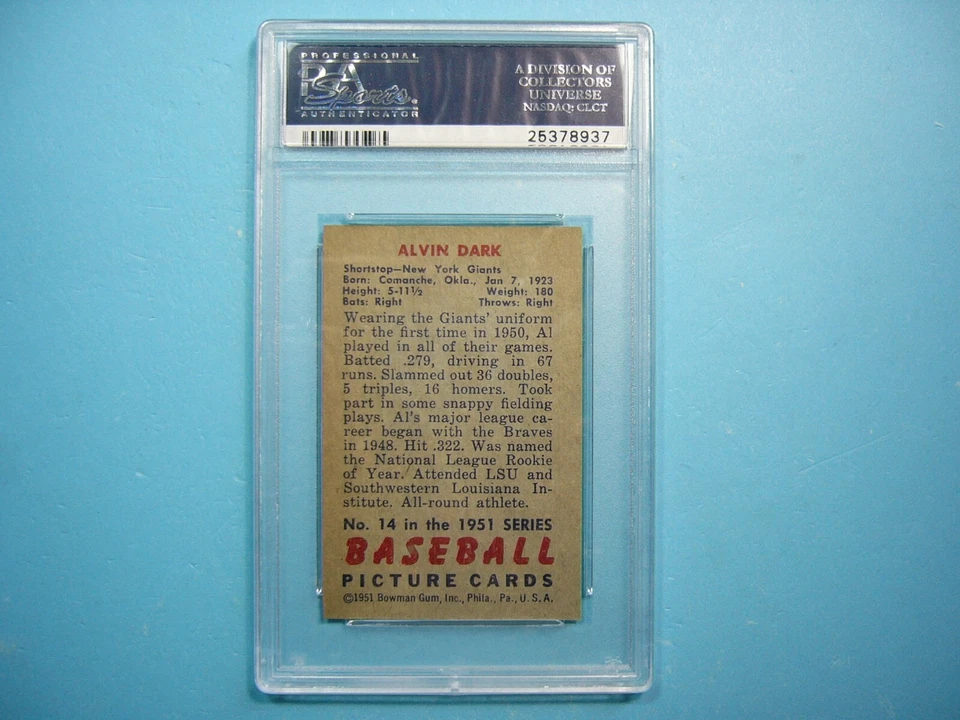 PROFESSIONAL
PSA
Sports.
AUTHENTICATOR
A DIVISION OF
COLLECTORS
UNIVERSE
NASDAQ: CLCT
25378937
ALVIN DARK
Shortstop—New York Giants
Born: Comanche, Okla., Jan 7, 1923
Height: 5-11½ Weight: 180
Bats: Right Throws: Right
Wearing the Giants' uniform
for the first time in 1950, Al
played in all of their games.
Batted .279, driving in 67
runs. Slammed out 36 doubles,
5 triples, 16 homers. Took
part in some snappy fielding
plays. Al's major league ca-
reer began with the Braves
in 1948. Hit .322. Was named
the National League Rookie
of Year. Attended LSU and
Southwestern Louisiana In-
stitute. All-round athlete.
No. 14 in the 1951 SERIES
BASEBALL
PICTURE CARDS
©1951 Bowman Gum, Inc., Phila., Pa., U. S. A.